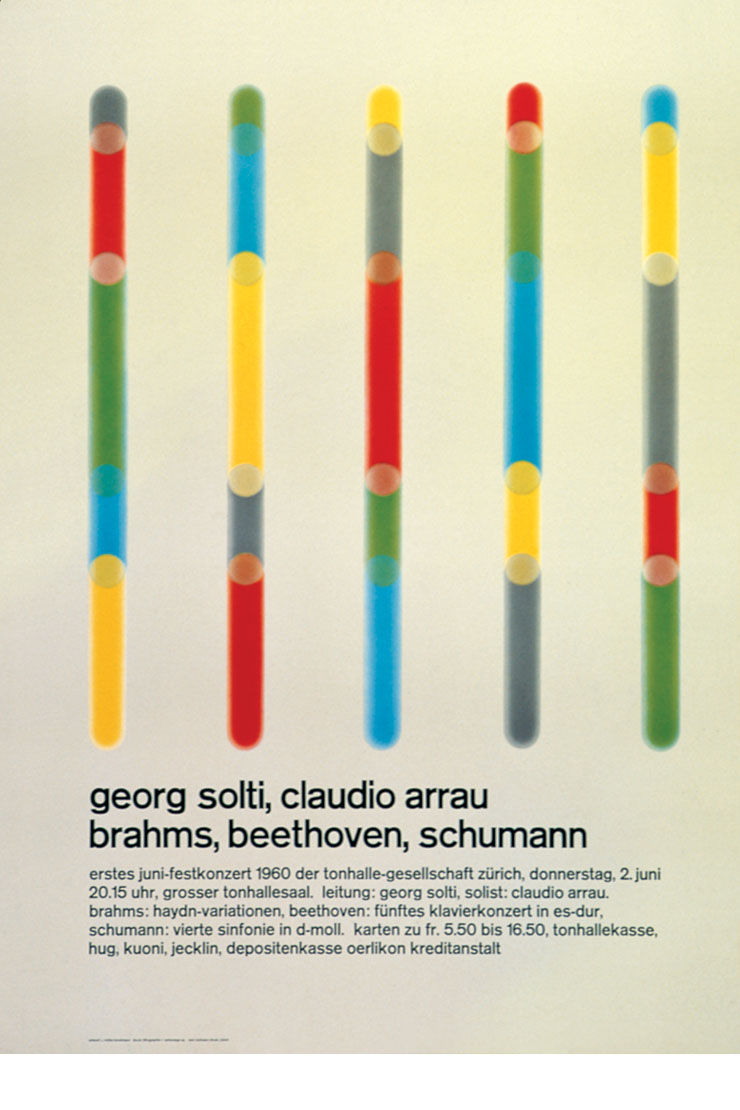 georg solti, claudio arrau
brahms, beethoven, schumann
erstes juni-festkonzert 1960 der tonhalle-gesellschaft zürich, donnerstag, 2. juni
20.15 uhr, grosser tonhallesaal. leitung: georg solti, solist: claudio arrau.
brahms: haydn-variationen, beethoven: fünftes klavierkonzert in es-dur,
schumann: vierte sinfonie in d-moll. karten zu fr. 5.50 bis 16.50, tonhallekasse,
hug, kuoni, jecklin, depositenkasse oerlikon kreditanstalt